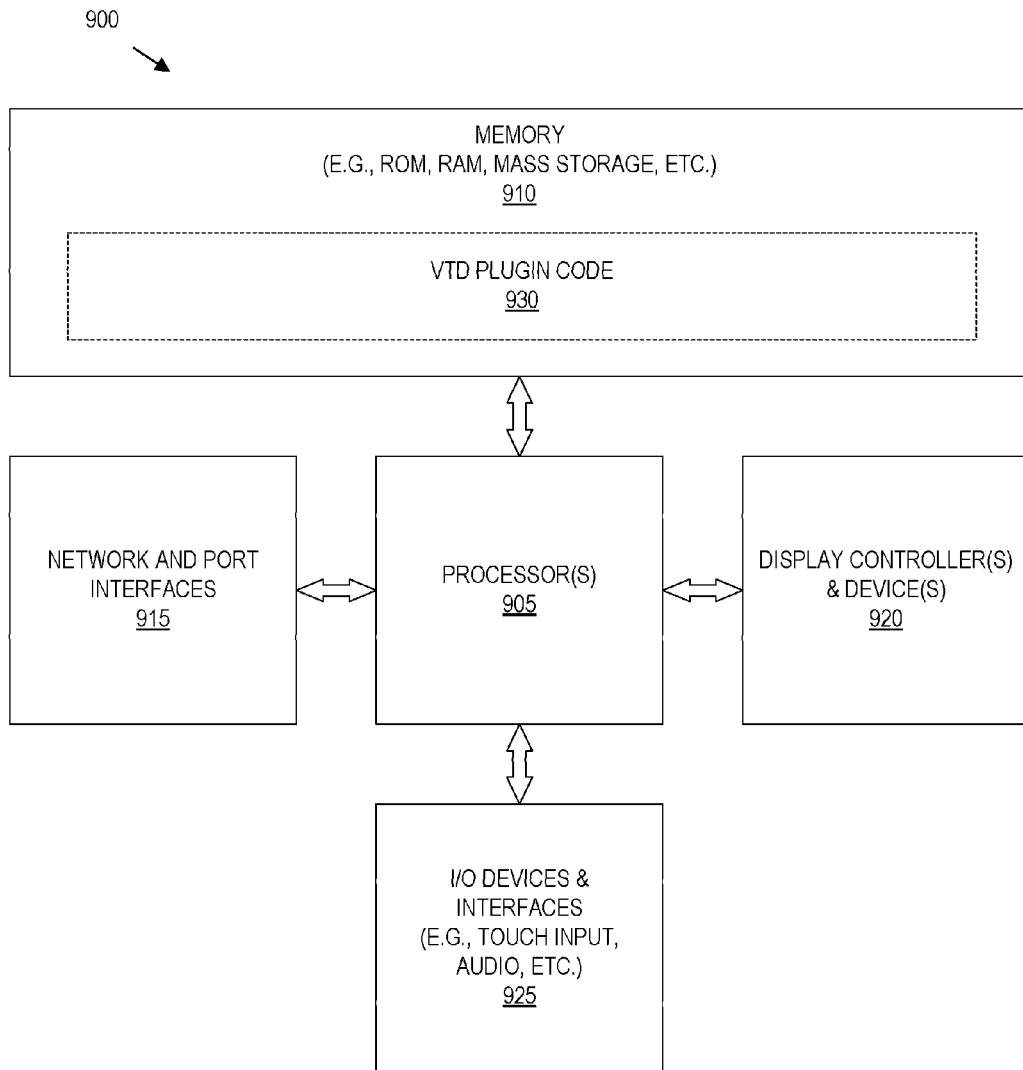 900
MEMORY
(E.G., ROM, RAM, MASS STORAGE, ETC.)
910
VTD PLUGIN CODE
930
NETWORK AND PORT
INTERFACES
915
PROCESSOR(S)
905
DISPLAY CONTROLLER(S)
& DEVICE(S)
920
I/O DEVICES &
INTERFACES
(E.G., TOUCH INPUT,
AUDIO, ETC.)
925